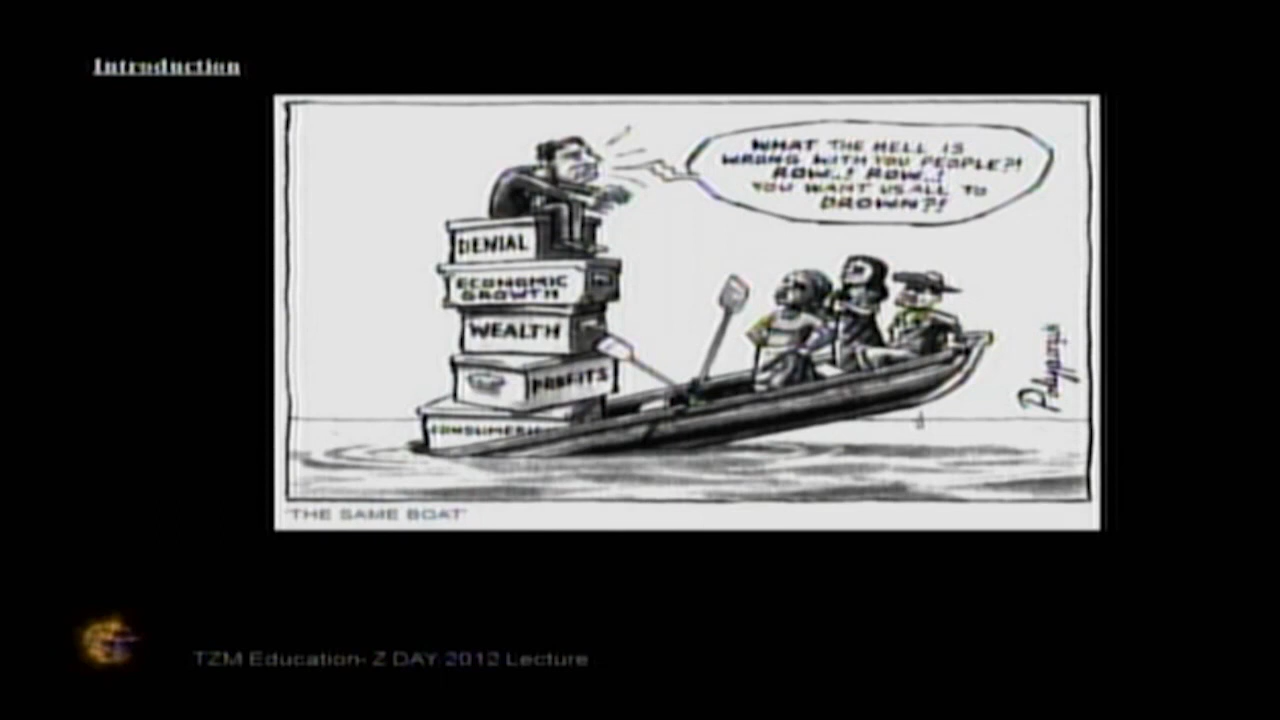 Introduction
WHAT THE HELL IS
WRONG WITH YOU PEOPLE?!
ROW..! ROW..!
YOU WANT US ALL TO
DROWN?!
DENIAL
ECONOMIC
GROWTH
WEALTH
PROFITS
Polyp
"THE SAME BOAT"
TZM Education- Z DAY 2012 Lecture